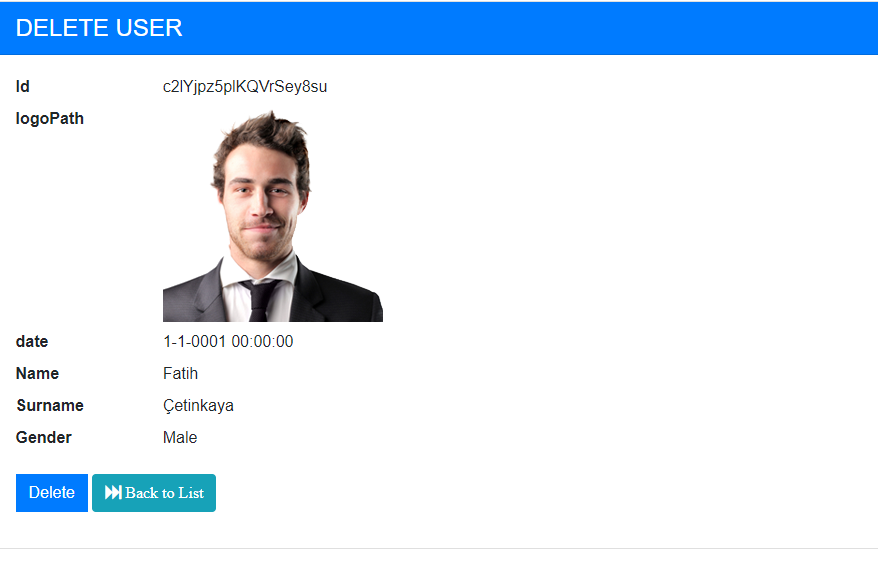 DELETE USER
Id c2lYjpz5plKQVrSey8su
logoPath
date 1-1-0001 00:00:00
Name Fatih
Surname Çetinkaya
Gender Male
Delete Back to List